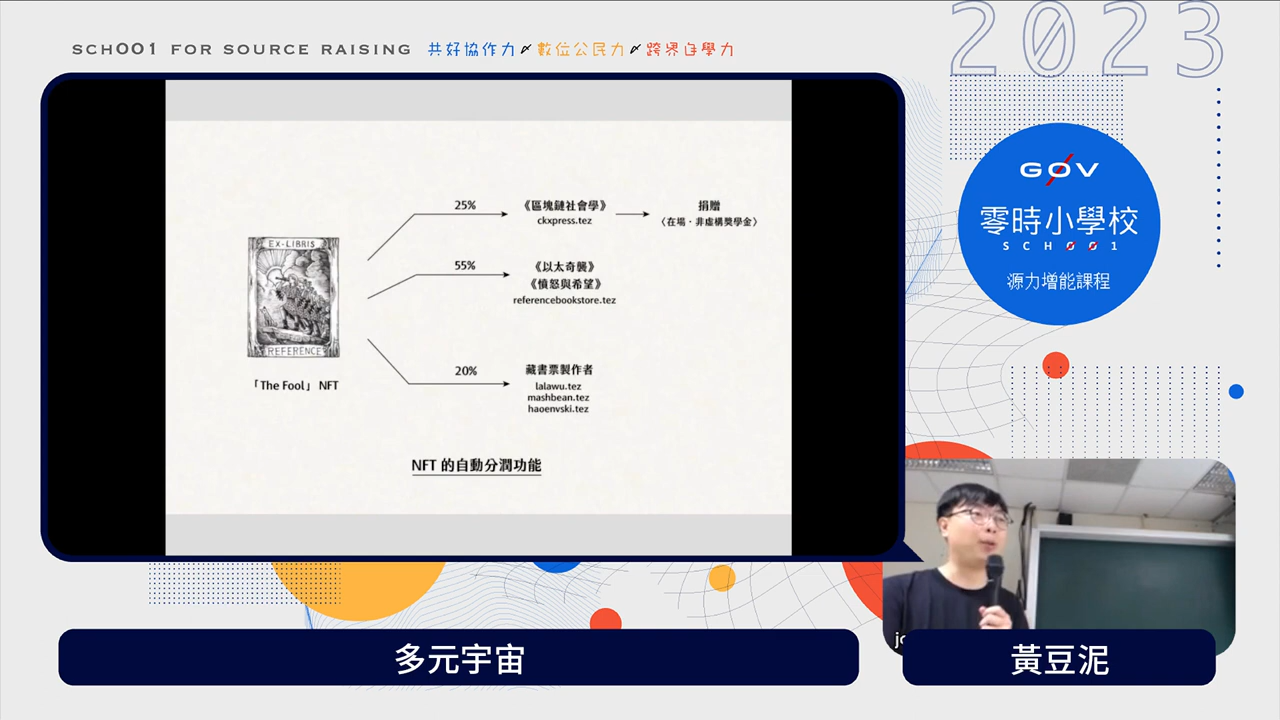 SCH001 FOR SOURCE RAISING 共好協作力〆數位公民力〆跨界自學力
2023
G0V
零時小學校
SCH001
源力增能課程
25%
《區塊鏈社會學》
ckxpress.tez
捐贈
〈在場・非虛構獎學金〉
55%
《以太奇襲》
《憤怒與希望》
referencebookstore.tez
EX-LIBRIS
REFERENCE
「The Fool」 NFT
20%
藏書票製作者
lalawu.tez
mashbean.tez
haoenvski.tez
NFT 的自動分潤功能
多元宇宙
黃豆泥